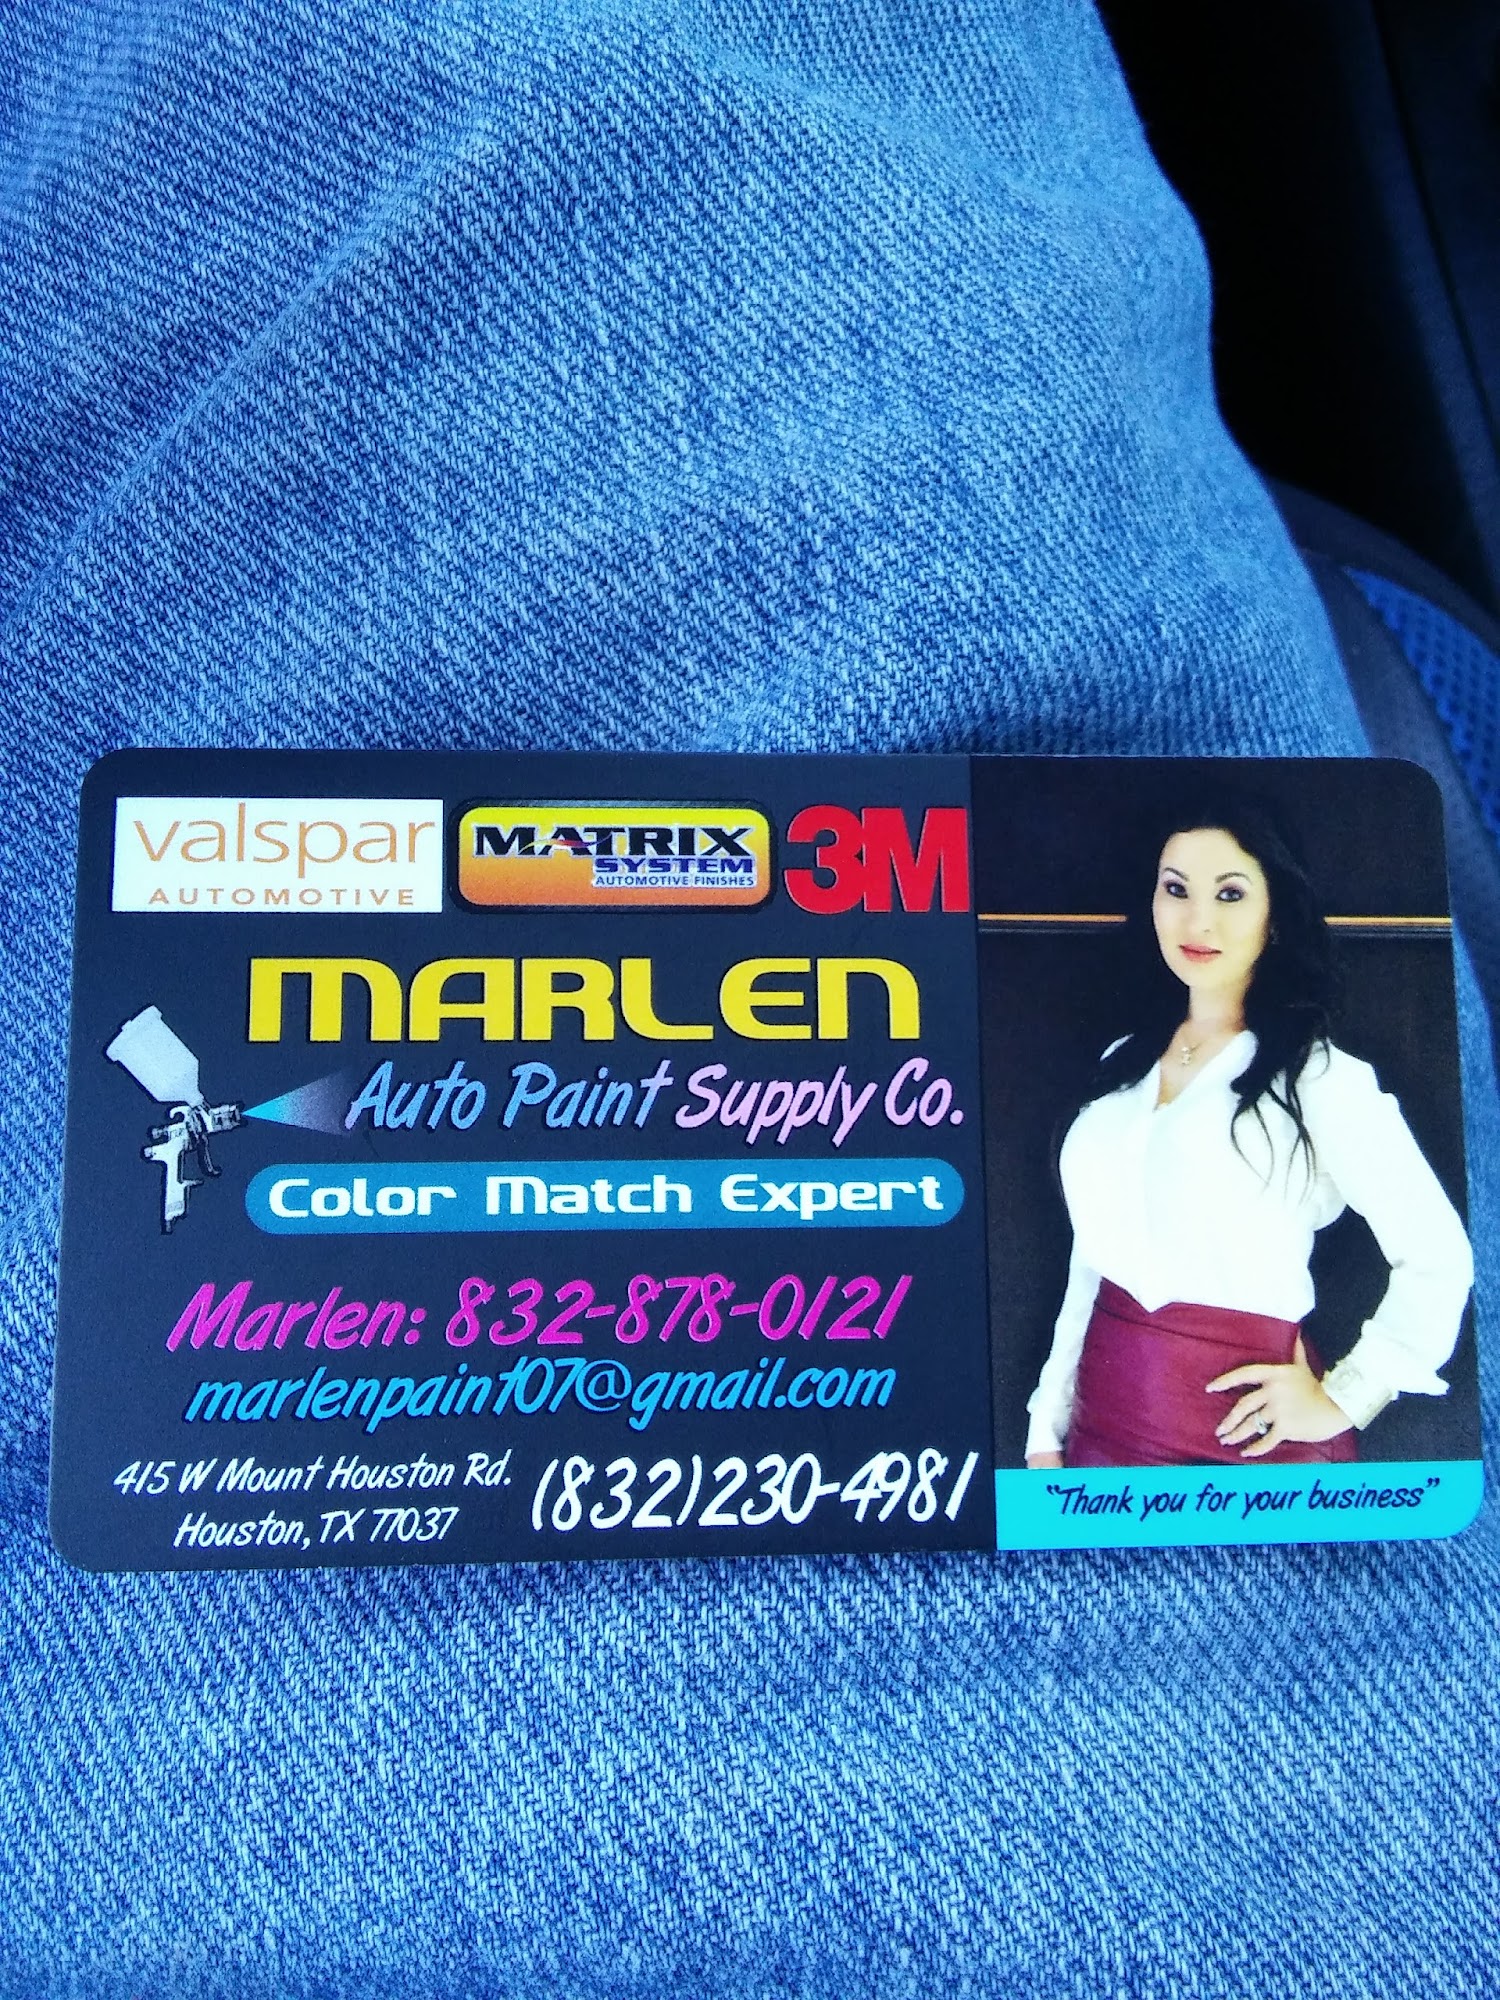 valspar
AUTOMOTIVE
MATRIX
SYSTEM
AUTOMOTIVE FINISHES
3M
MARLEN
Auto Paint Supply Co.
Color Match Expert
Marlen: 832-878-0121
marlenpaint07@gmail.com
415 W Mount Houston Rd.
Houston, TX 77037
(832)230-4981
"Thank you for your business"